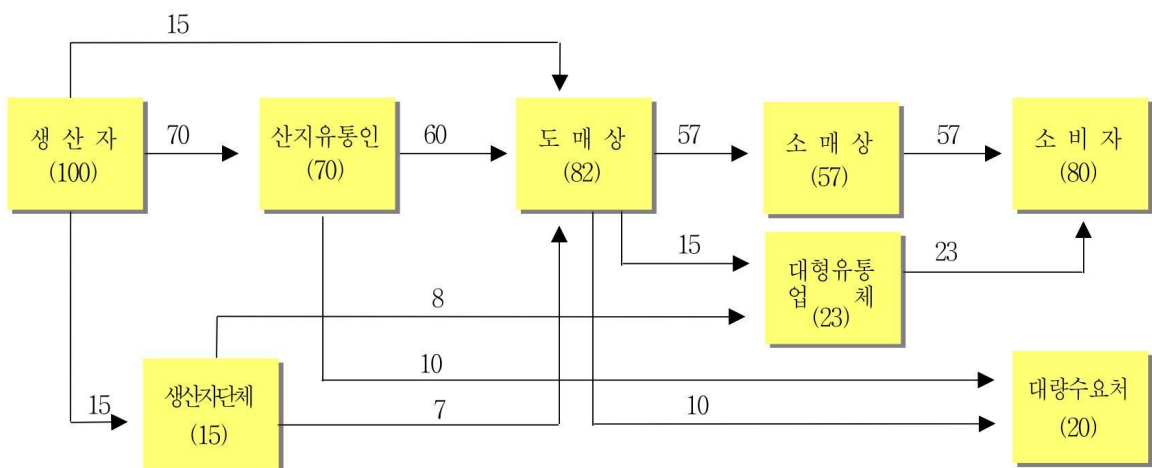 15
생 산 자
(100)
70
산지유통인
(70)
60
도 매 상
(82)
57
소 매 상
(57)
57
소 비 자
(80)
15
대형유통
업 체
(23)
23
8
10
15
생산자단체
(15)
7
10
대량수요처
(20)